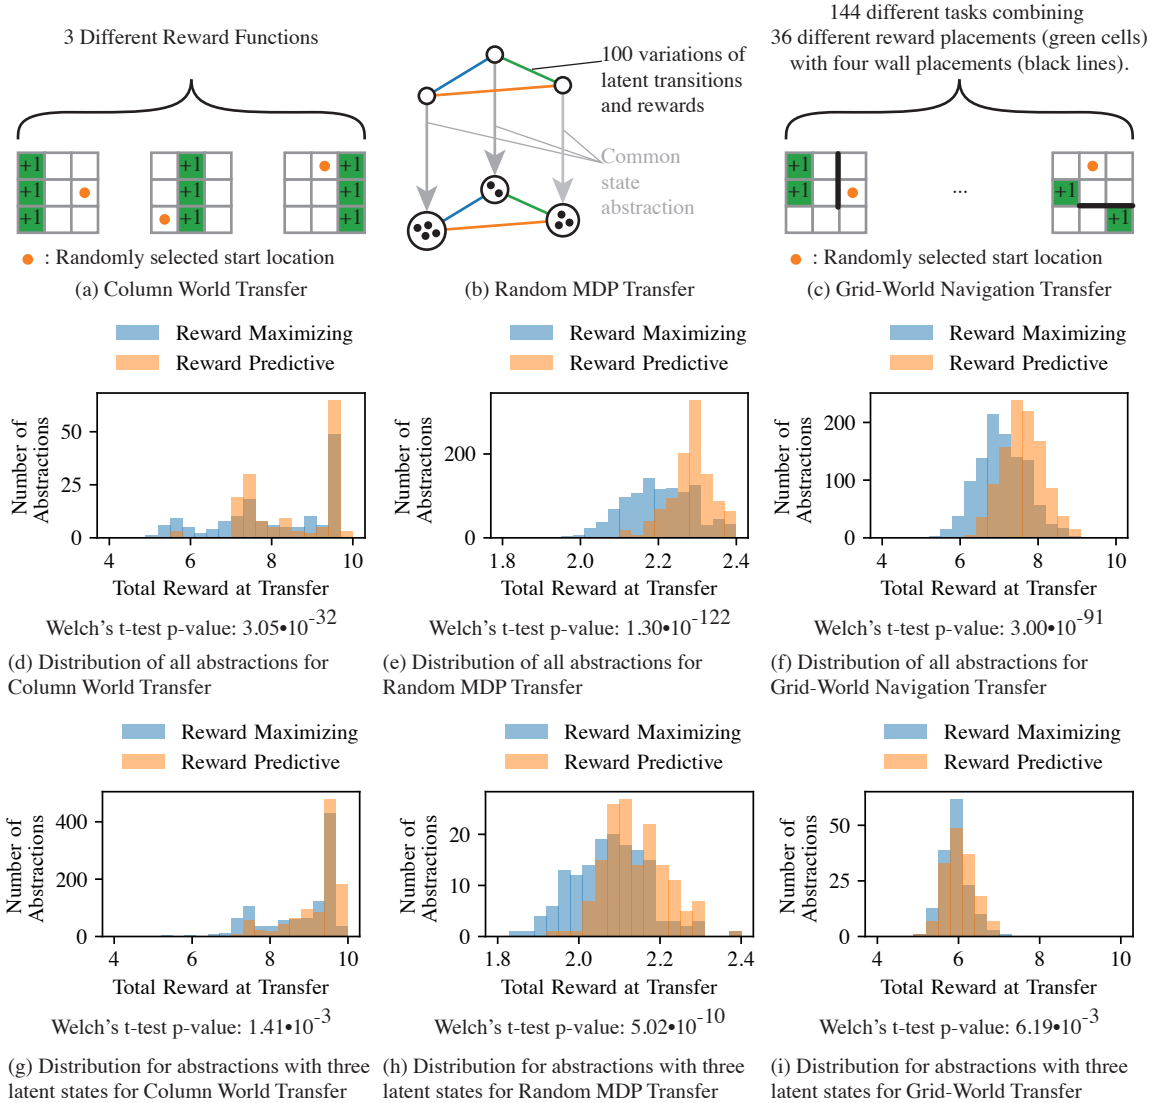 3 Different Reward Functions
+1
+1
+1
+1
+1
+1
+1
+1
+1
: Randomly selected start location
(a) Column World Transfer
100 variations of
latent transitions
and rewards
Common
state
abstraction
(b) Random MDP Transfer
144 different tasks combining
36 different reward placements (green cells)
with four wall placements (black lines).
+1
+1
...
+1
+1
: Randomly selected start location
(c) Grid-World Navigation Transfer
Reward Maximizing
Reward Predictive
Number of
Abstractions
50
25
0
4 6 8 10
Total Reward at Transfer
Welch's t-test p-value: 3.05•10^-32
(d) Distribution of all abstractions for
Column World Transfer
Reward Maximizing
Reward Predictive
Number of
Abstractions
200
0
1.8 2.0 2.2 2.4
Total Reward at Transfer
Welch's t-test p-value: 1.30•10^-122
(e) Distribution of all abstractions for
Random MDP Transfer
Reward Maximizing
Reward Predictive
Number of
Abstractions
200
100
0
4 6 8 10
Total Reward at Transfer
Welch's t-test p-value: 3.00•10^-91
(f) Distribution of all abstractions for
Grid-World Navigation Transfer
Reward Maximizing
Reward Predictive
Number of
Abstractions
400
200
0
4 6 8 10
Total Reward at Transfer
Welch's t-test p-value: 1.41•10^-3
(g) Distribution for abstractions with three
latent states for Column World Transfer
Reward Maximizing
Reward Predictive
Number of
Abstractions
20
10
0
1.8 2.0 2.2 2.4
Total Reward at Transfer
Welch's t-test p-value: 5.02•10^-10
(h) Distribution for abstractions with three
latent states for Random MDP Transfer
Reward Maximizing
Reward Predictive
Number of
Abstractions
50
25
0
4 6 8 10
Total Reward at Transfer
Welch's t-test p-value: 6.19•10^-3
(i) Distribution for abstractions with three
latent states for Grid-World Transfer